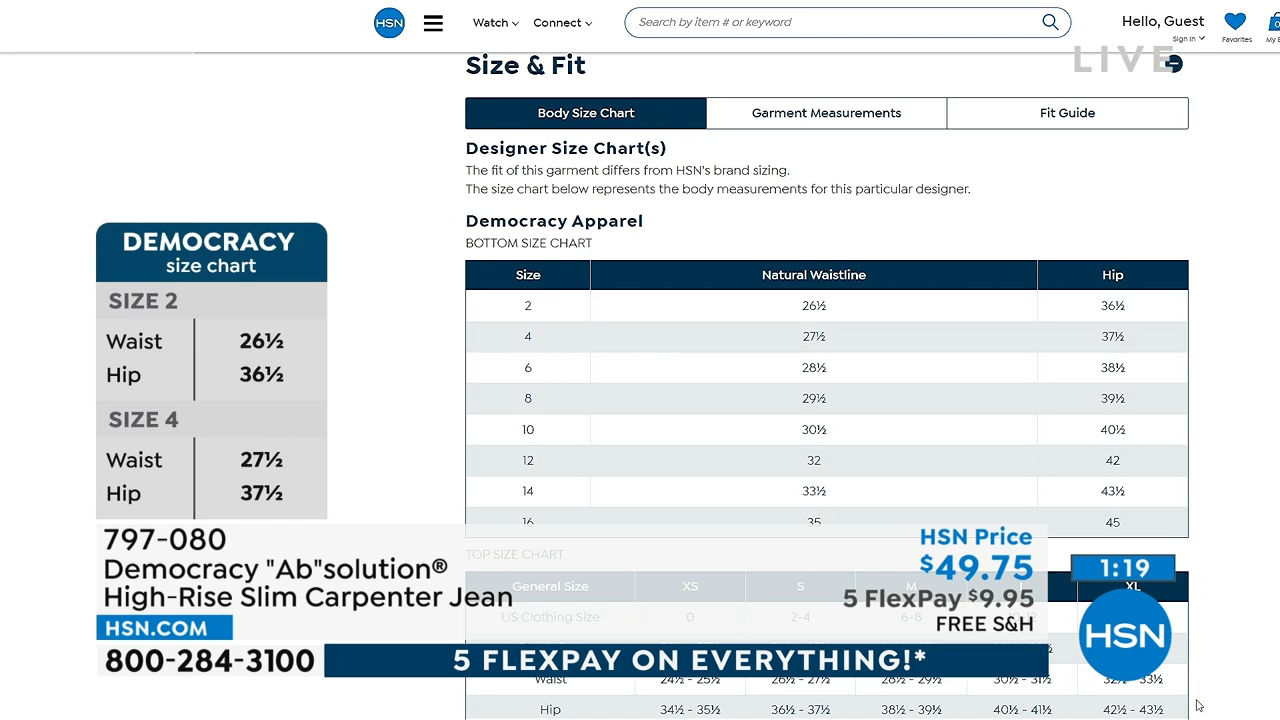 HSN
Watch
Connect
Search by item # or keyword
Hello, Guest
Sign In
Favorites
0
My
LIVE
Size & Fit
Body Size Chart
Garment Measurements
Fit Guide
Designer Size Chart(s)
The fit of this garment differs from HSN's brand sizing.
The size chart below represents the body measurements for this particular designer.
Democracy Apparel
BOTTOM SIZE CHART
Size Natural Waistline Hip
2 26½ 36½
4 27½ 37½
6 28½ 38½
8 29½ 39½
10 30½ 40½
12 32 42
14 33½ 43½
16 35 45
DEMOCRACY
size chart
SIZE 2
Waist 26½
Hip 36½
SIZE 4
Waist 27½
Hip 37½
TOP SIZE CHART
General Size XS S M XL
US Clothing Size 0 2-4 6-8
Waist 24½ - 25½ 26½ - 27½ 28½ - 29½ 30½ - 31½ 32½ - 33½
Hip 34½ - 35½ 36½ - 37½ 38½ - 39½ 40½ - 41½ 42½ - 43½
797-080
Democracy "Ab"solution®
High-Rise Slim Carpenter Jean
HSN.COM
800-284-3100
HSN Price
$49.75
5 FlexPay $9.95
FREE S&H
5 FLEXPAY ON EVERYTHING!*
1:19
HSN